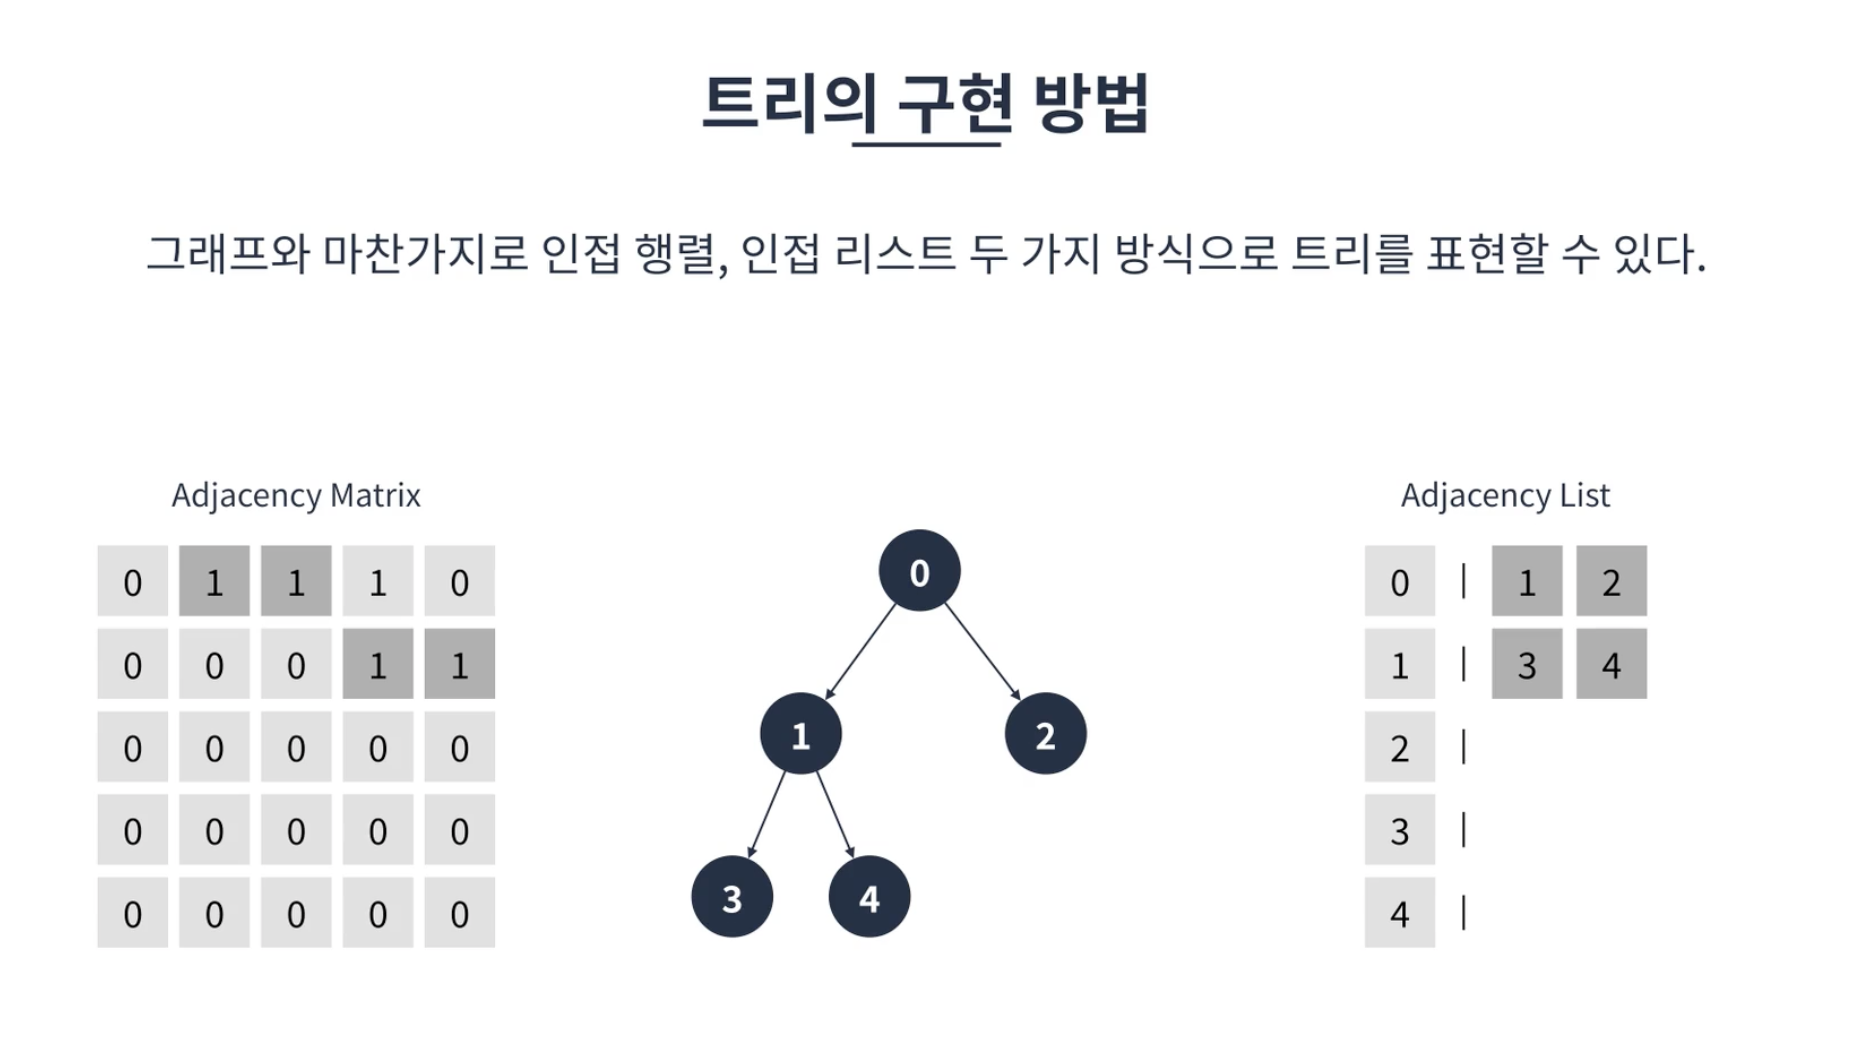 트리의 구현 방법
그래프와 마찬가지로 인접 행렬, 인접 리스트 두 가지 방식으로 트리를 표현할 수 있다.
Adjacency Matrix
0 1 1 1 0
0 0 0 1 1
0 0 0 0 0
0 0 0 0 0
0 0 0 0 0
0
1 2
3 4
Adjacency List
0 | 1 2
1 | 3 4
2 |
3 |
4 |